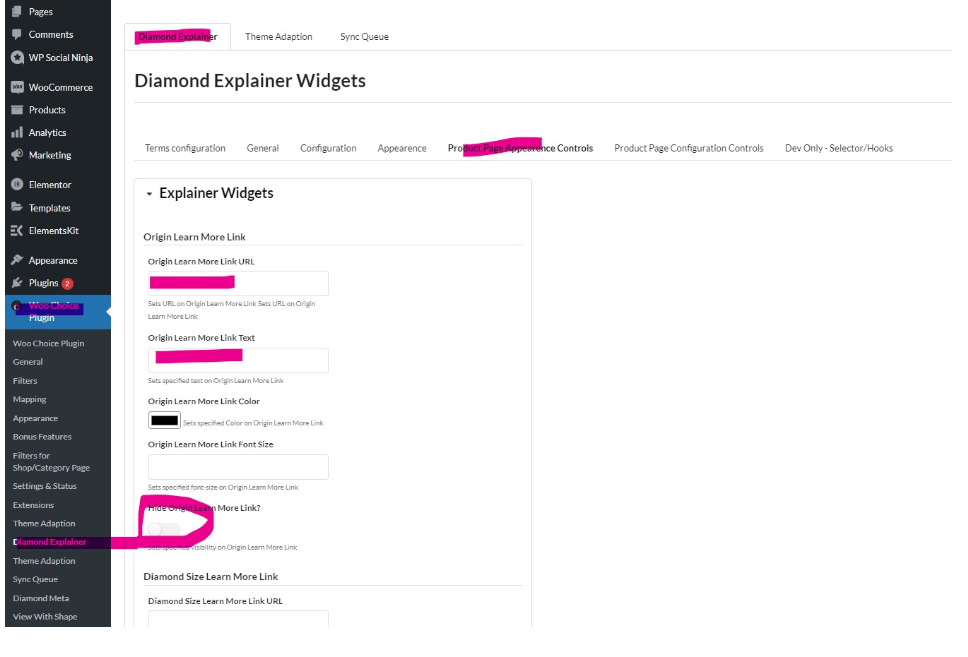 Pages
Comments
WP Social Ninja
WooCommerce
Products
Analytics
Marketing
Elementor
Templates
ElementsKit
Appearance
Plugins 2
Woo Choice
Plugin
Woo Choice Plugin
General
Filters
Mapping
Appearance
Bonus Features
Filters for
Shop/Category Page
Settings & Status
Extensions
Theme Adaption
Diamond Explainer
Theme Adaption
Sync Queue
Diamond Meta
View With Shape
Diamond Explainer Theme Adaption Sync Queue
Diamond Explainer Widgets
Terms configuration General Configuration Appearence Product Page Appearence Controls Product Page Configuration Controls Dev Only - Selector/Hooks
Explainer Widgets
Origin Learn More Link
Origin Learn More Link URL
Sets URL on Origin Learn More Link Sets URL on Origin
Learn More Link
Origin Learn More Link Text
Sets specified text on Origin Learn More Link
Origin Learn More Link Color
Sets specified Color on Origin Learn More Link
Origin Learn More Link Font Size
Sets specified font-size on Origin Learn More Link
Hide Origin Learn More Link?
Sets specified visibility on Origin Learn More Link
Diamond Size Learn More Link
Diamond Size Learn More Link URL